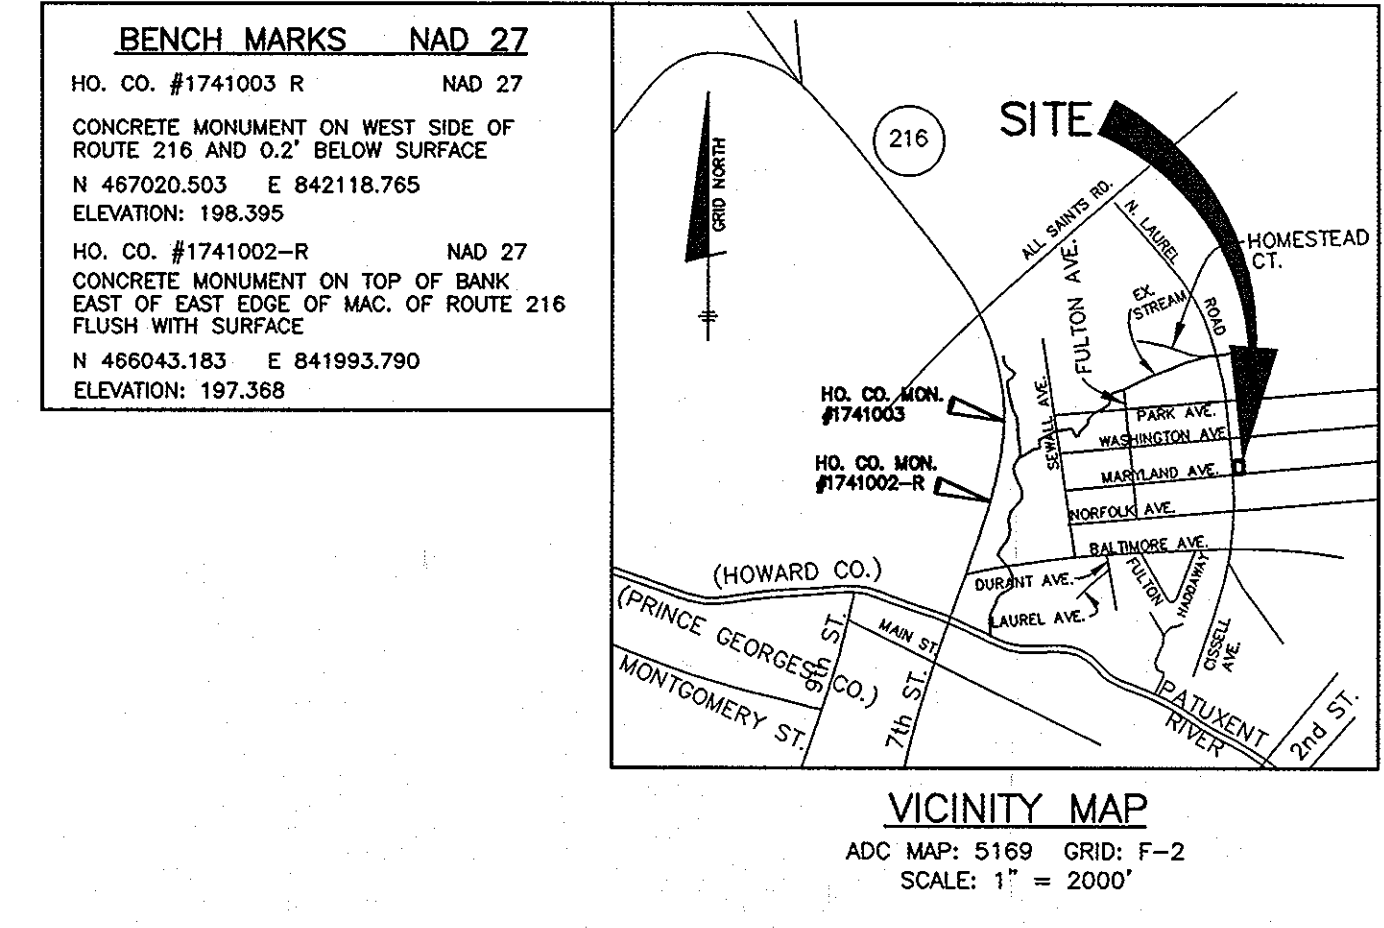 BENCH MARKS NAD 27
HO. CO. #1741003 R NAD 27
CONCRETE MONUMENT ON WEST SIDE OF
ROUTE 216 AND 0.2' BELOW SURFACE
N 467020.503 E 842118.765
ELEVATION: 198.395
HO. CO. #1741002-R NAD 27
CONCRETE MONUMENT ON TOP OF BANK
EAST OF EAST EDGE OF MAC. OF ROUTE 216
FLUSH WITH SURFACE
N 466043.183 E 841993.790
ELEVATION: 197.368
GRID NORTH
216
SITE
ALL SAINTS RD.
N. LAUREL
ROAD
HOMESTEAD
CT.
FULTON AVE.
EX.
STREAM
SEWALL AVE.
HO. CO. MON.
#1741003
HO. CO. MON.
#1741002-R
PARK AVE.
WASHINGTON AVE
MARYLAND AVE.
NORFOLK AVE.
BALTIMORE AVE.
DURANT AVE.
LAUREL AVE.
FULTON
HADDAWAY
CISSELL
AVE.
(HOWARD CO.)
(PRINCE GEORGES CO.)
MONTGOMERY ST.
9th ST.
MAIN ST.
7th ST.
PATUXENT
RIVER
2nd ST.
VICINITY MAP
ADC MAP: 5169 GRID: F-2
SCALE: 1" = 2000'